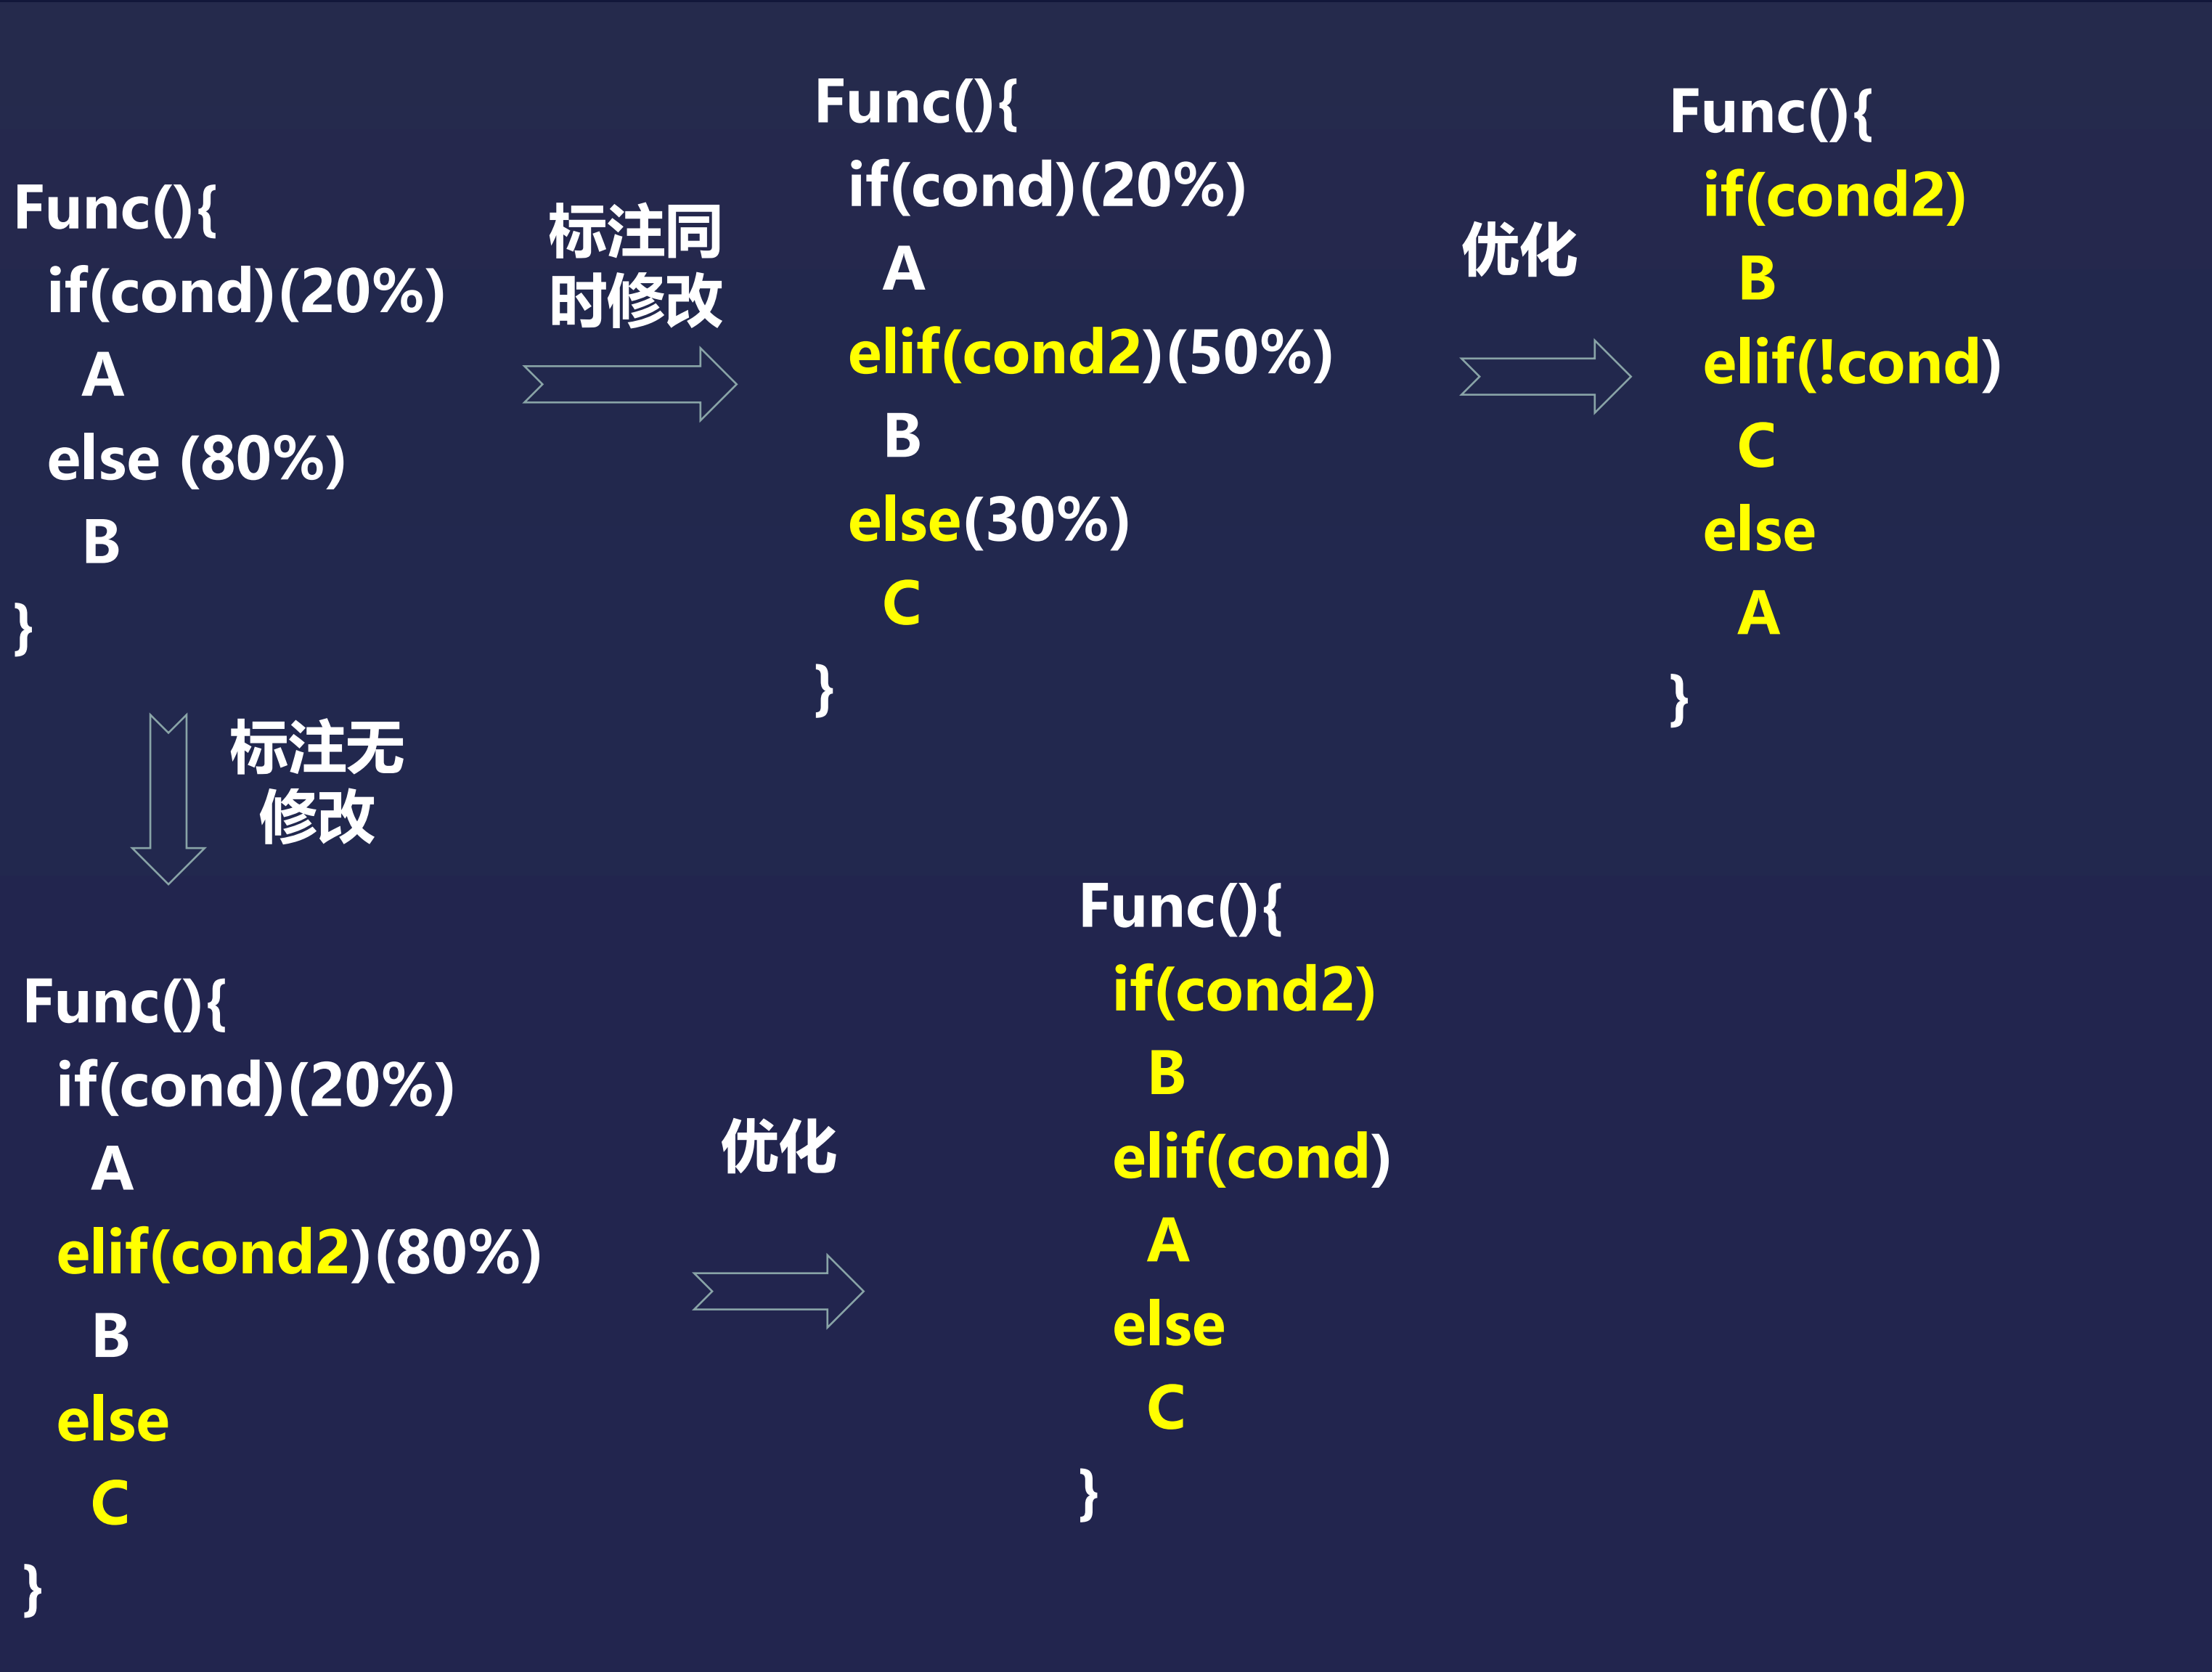 Func(){
if(cond)(20%)
A
else (80%)
B
}
标注同
时修改
Func(){
if(cond)(20%)
A
elif(cond2)(50%)
B
else(30%)
C
}
优化
Func(){
if(cond2)
B
elif(!cond)
C
else
A
}
标注无
修改
Func(){
if(cond)(20%)
A
elif(cond2)(80%)
B
else
C
}
优化
Func(){
if(cond2)
B
elif(cond)
A
else
C
}